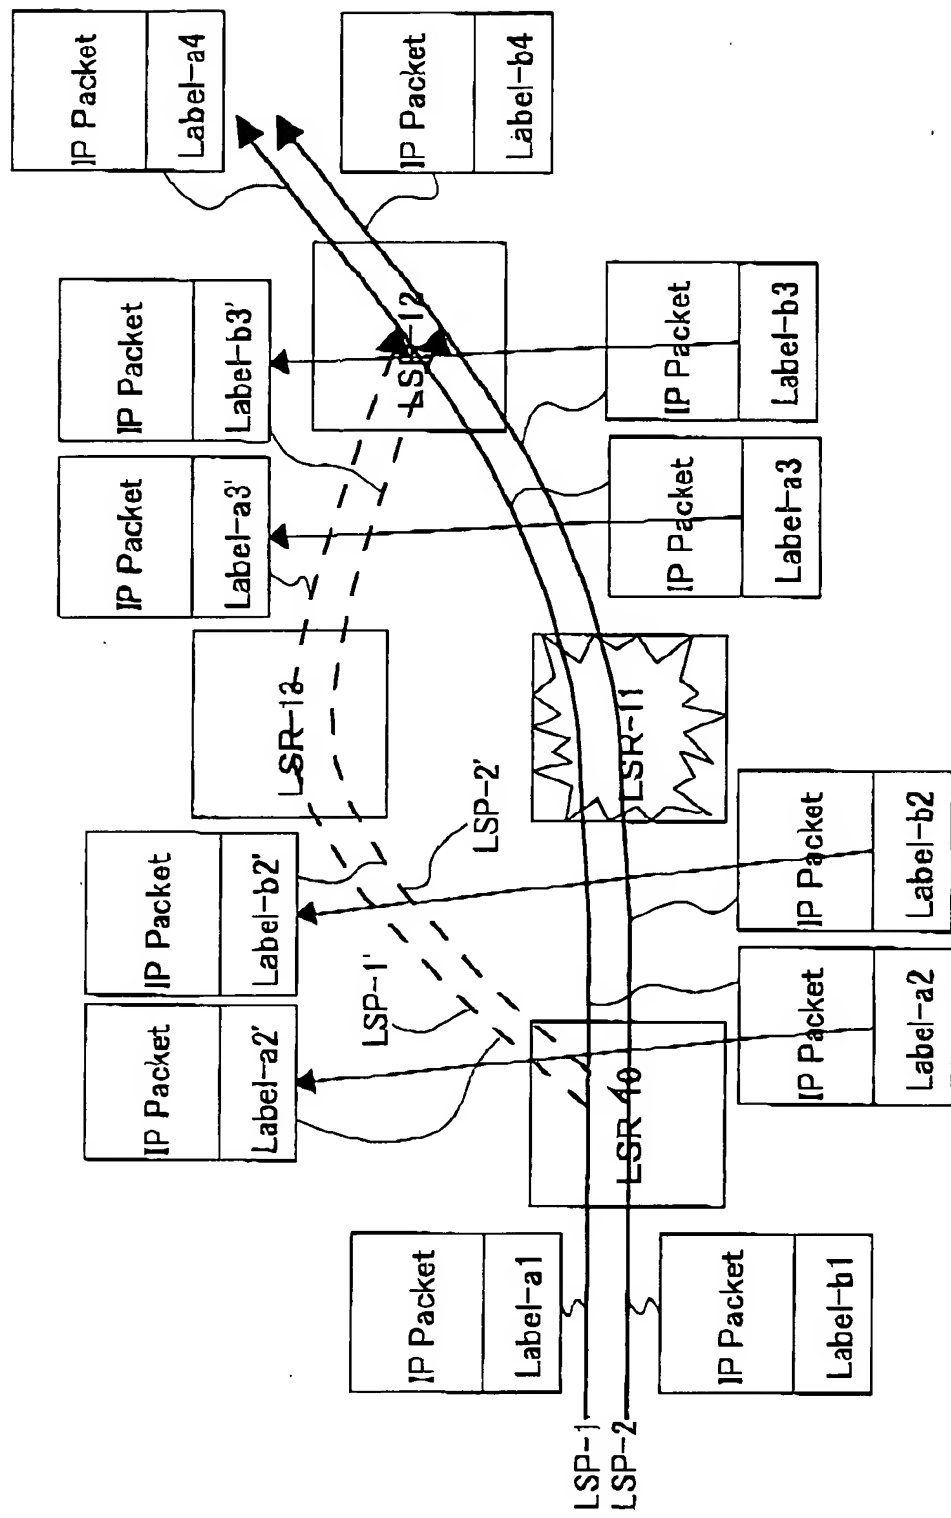 IP Packet
Label-a4
IP Packet
Label-b4
IP Packet
Label-b3'
LSR-12
IP Packet
Label-b3
IP Packet
Label-a3'
IP Packet
Label-a3
LSR-13
LSR-11
IP Packet
Label-b2'
LSP-2'
IP Packet
Label-b2
IP Packet
Label-a2'
LSP-1'
LSR-10
IP Packet
Label-a2
IP Packet
Label-a1
IP Packet
Label-b1
LSP-1
LSP-2